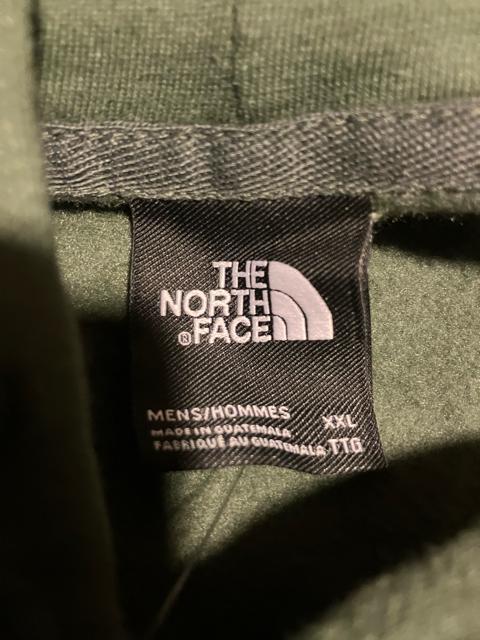 THE
NORTH
®FACE
MENS/HOMMES XXL
MADE IN GUATEMALA
FABRIQUÉ AU GUATEMALA TTG